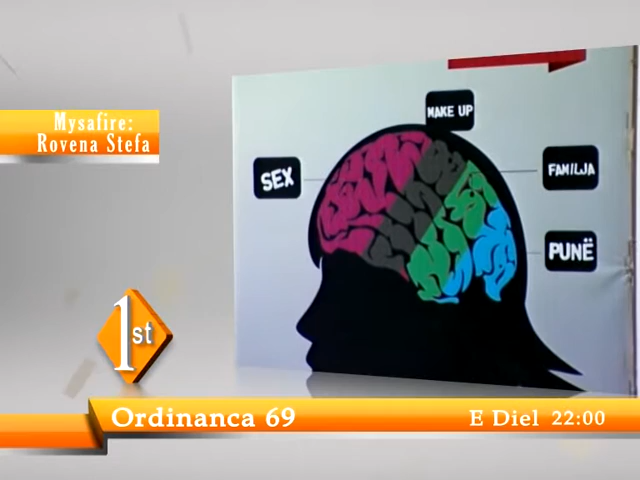 Mysafire:
Rovena Stefa
MAKE UP
SEX
FAMILJA
PUNË
1st
Ordinanca 69
E Diel 22:00